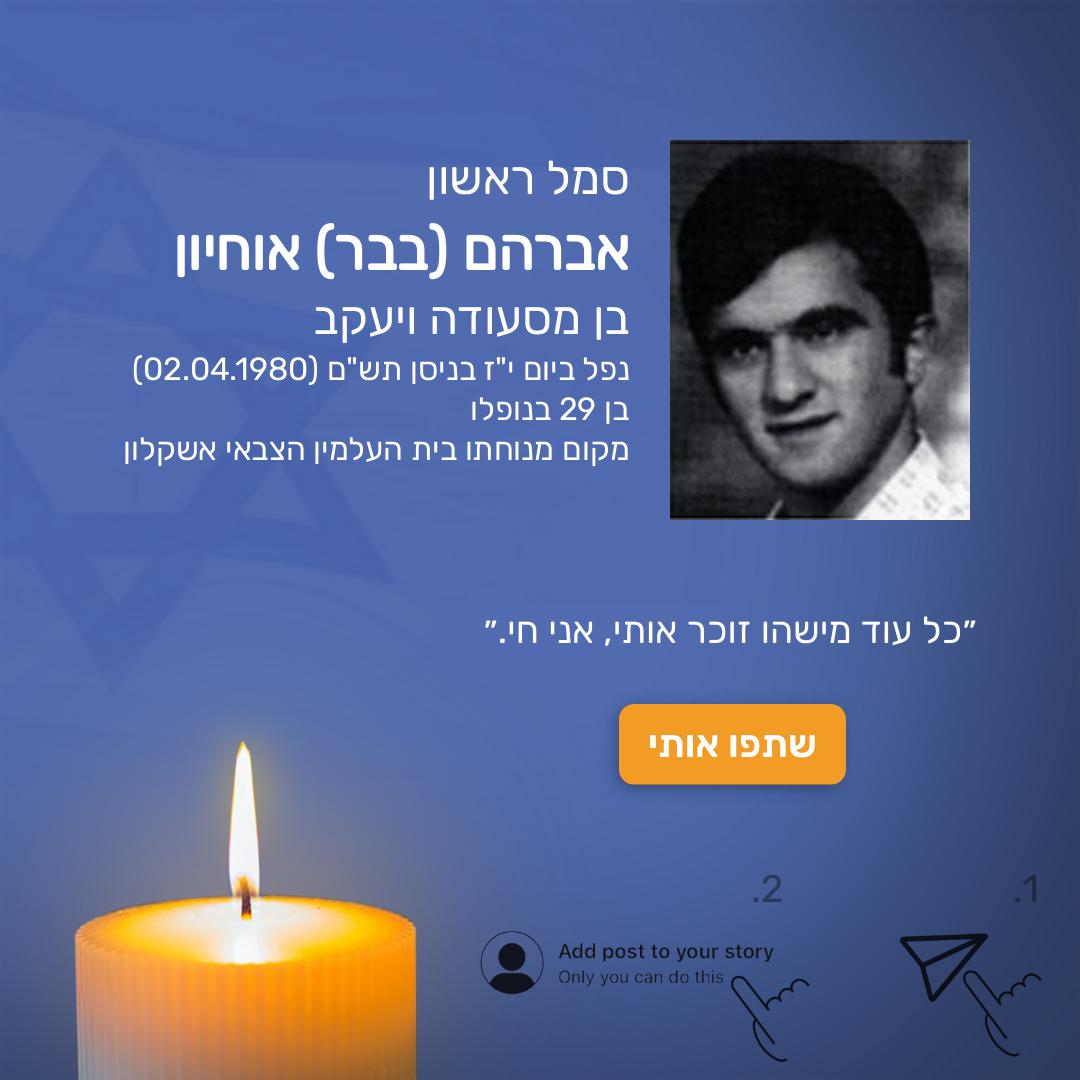 סמל ראשון
אברהם (בבר) אוחיון
בן מסעודה ויעקב
נפל ביום י"ז בניסן תש"ם (02.04.1980)
בן 29 בנופלו
מקום מנוחתו בית העלמין הצבאי אשקלון
״כל עוד מישהו זוכר אותי, אני חי.״
שתפו אותי
1.
2.
Add post to your story
Only you can do this